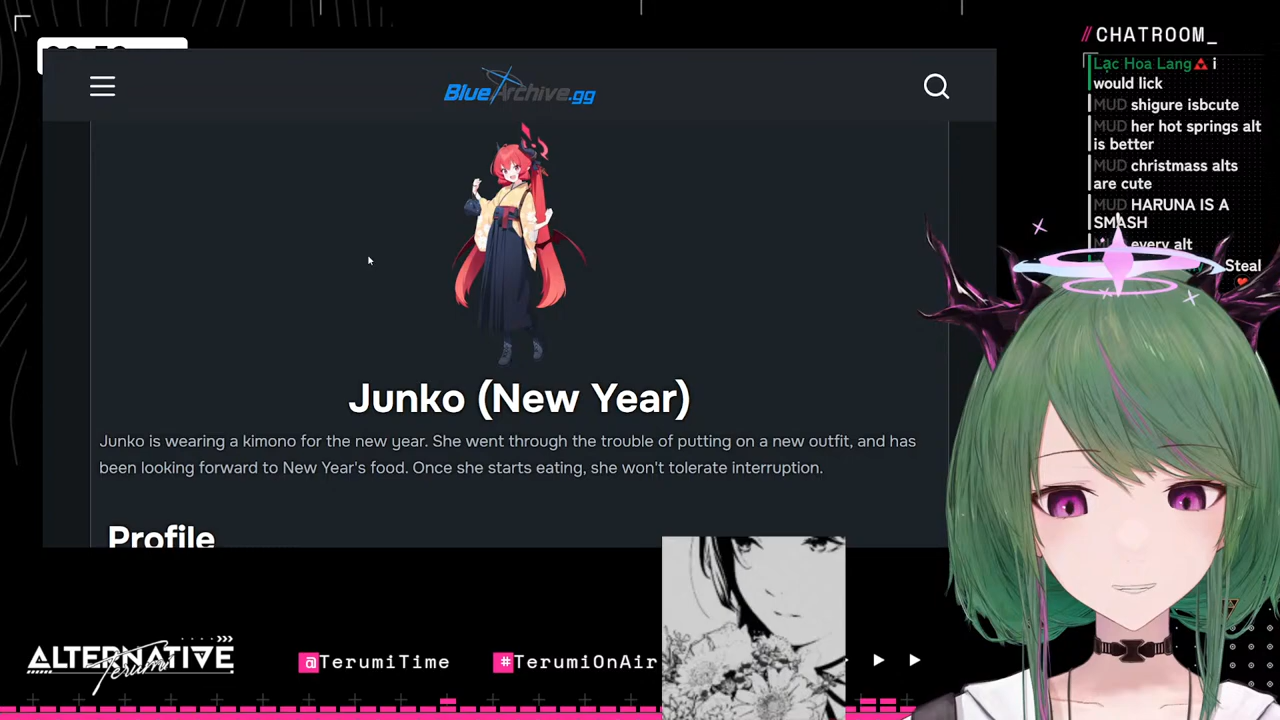 //CHATROOM_
Lạc Hoa Lang i
would lick
MUD shigure isbcute
MUD her hot springs alt
is better
MUD christmass alts
are cute
MUD HARUNA IS A
SMASH
every alt
Steal
BlueArchive.gg
Junko (New Year)
Junko is wearing a kimono for the new year. She went through the trouble of putting on a new outfit, and has
been looking forward to New Year's food. Once she starts eating, she won't tolerate interruption.
Profile
ALTERNATIVE
Terumi
@TerumiTime
#TerumiOnAir